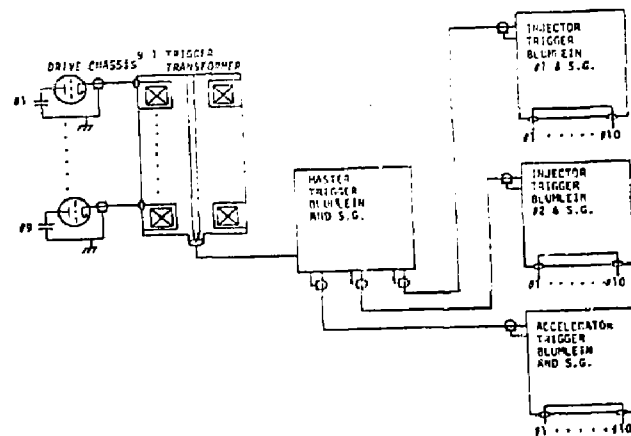 9:1 TRIGGER
TRANSFORMER
DRIVE CHASSIS
#1
#9
MASTER
TRIGGER
BLUMLEIN
AND S.G.
INJECTOR
TRIGGER
BLUMLEIN
#1 & S.G.
#1 #10
INJECTOR
TRIGGER
BLUMLEIN
#2 & S.G.
#1 #10
ACCELERATOR
TRIGGER
BLUMLEIN
AND S.G.
#1 #10